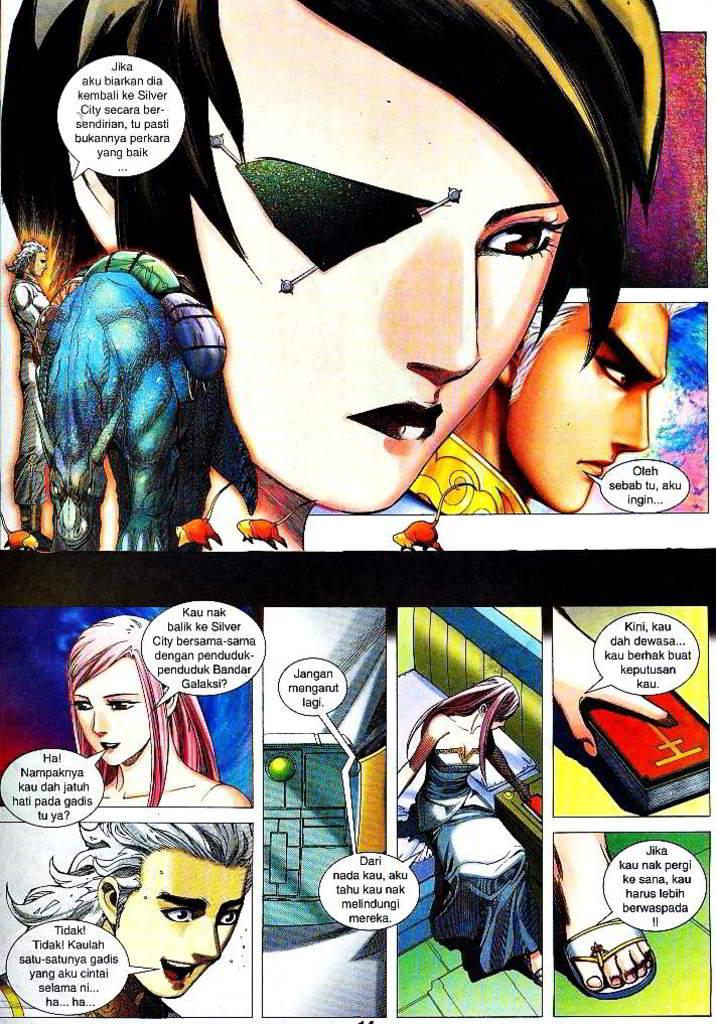 Jika
aku biarkan dia
kembali ke Silver
City secara ber-
sendirian, tu pasti
bukannya perkara
yang baik
...
Oleh
sebab tu, aku
ingin...
Kau nak
balik ke Silver
City bersama-sama
dengan penduduk-
penduduk Bandar
Galaksi?
Ha!
Nampaknya
kau dah jatuh
hati pada gadis
tu ya?
Tidak!
Tidak! Kaulah
satu-satunya gadis
yang aku cintai
selama ni...
ha... ha...
Jangan
mengarut
lagi.
Dari
nada kau, aku
tahu kau nak
melindungi
mereka.
Kini, kau
dah dewasa...
kau berhak buat
keputusan
kau.
Jika
kau nak pergi
ke sana, kau
harus lebih
berwaspada
!!